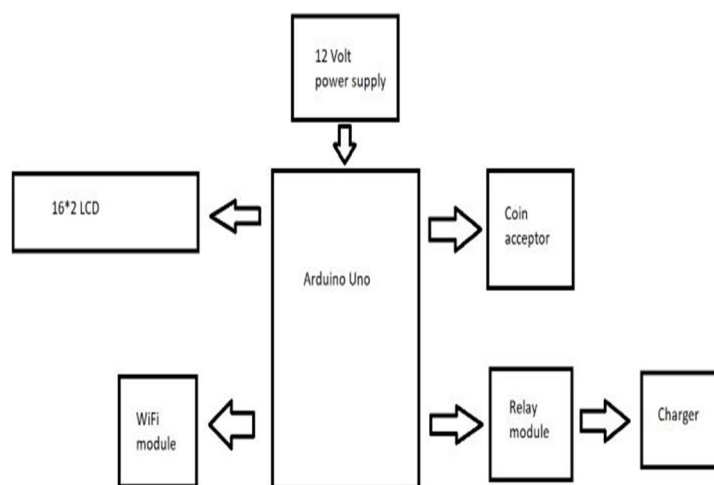 12 Volt
power supply
16*2 LCD
Coin
acceptor
Arduino Uno
WiFi
module
Relay
module
Charger